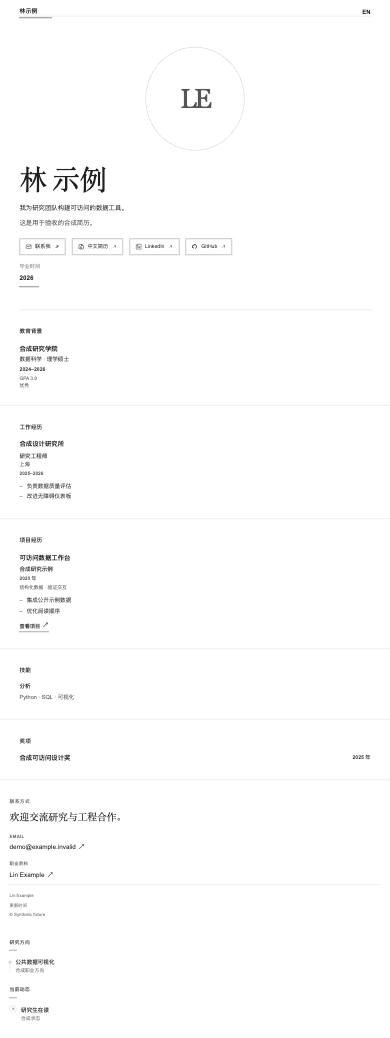 林示例
EN
LE
林 示例
我为研究团队构建可访问的数据工具。
这是用于验收的合成简历。
联系我 ↗
中文简历 ↗
LinkedIn ↗
GitHub ↗
毕业时间
2026
教育背景
合成研究学院
数据科学 · 理学硕士
2024–2026
GPA 3.9
优秀
工作经历
合成设计研究所
研究工程师
上海
2025–2026
– 负责数据质量评估
– 改进无障碍仪表板
项目经历
可访问数据工作台
合成研究示例
2025 年
结构化数据 · 验证交互
– 集成公开示例数据
– 优化阅读顺序
查看项目 ↗
技能
分析
Python · SQL · 可视化
奖项
合成可访问设计奖
2025 年
联系方式
欢迎交流研究与工程合作。
EMAIL
demo@example.invalid ↗
职业资料
Lin Example ↗
Lin Example
更新时间
© Synthetic fixture
研究方向
公共数据可视化
合成职业方向
当前动态
研究生在读
合成状态